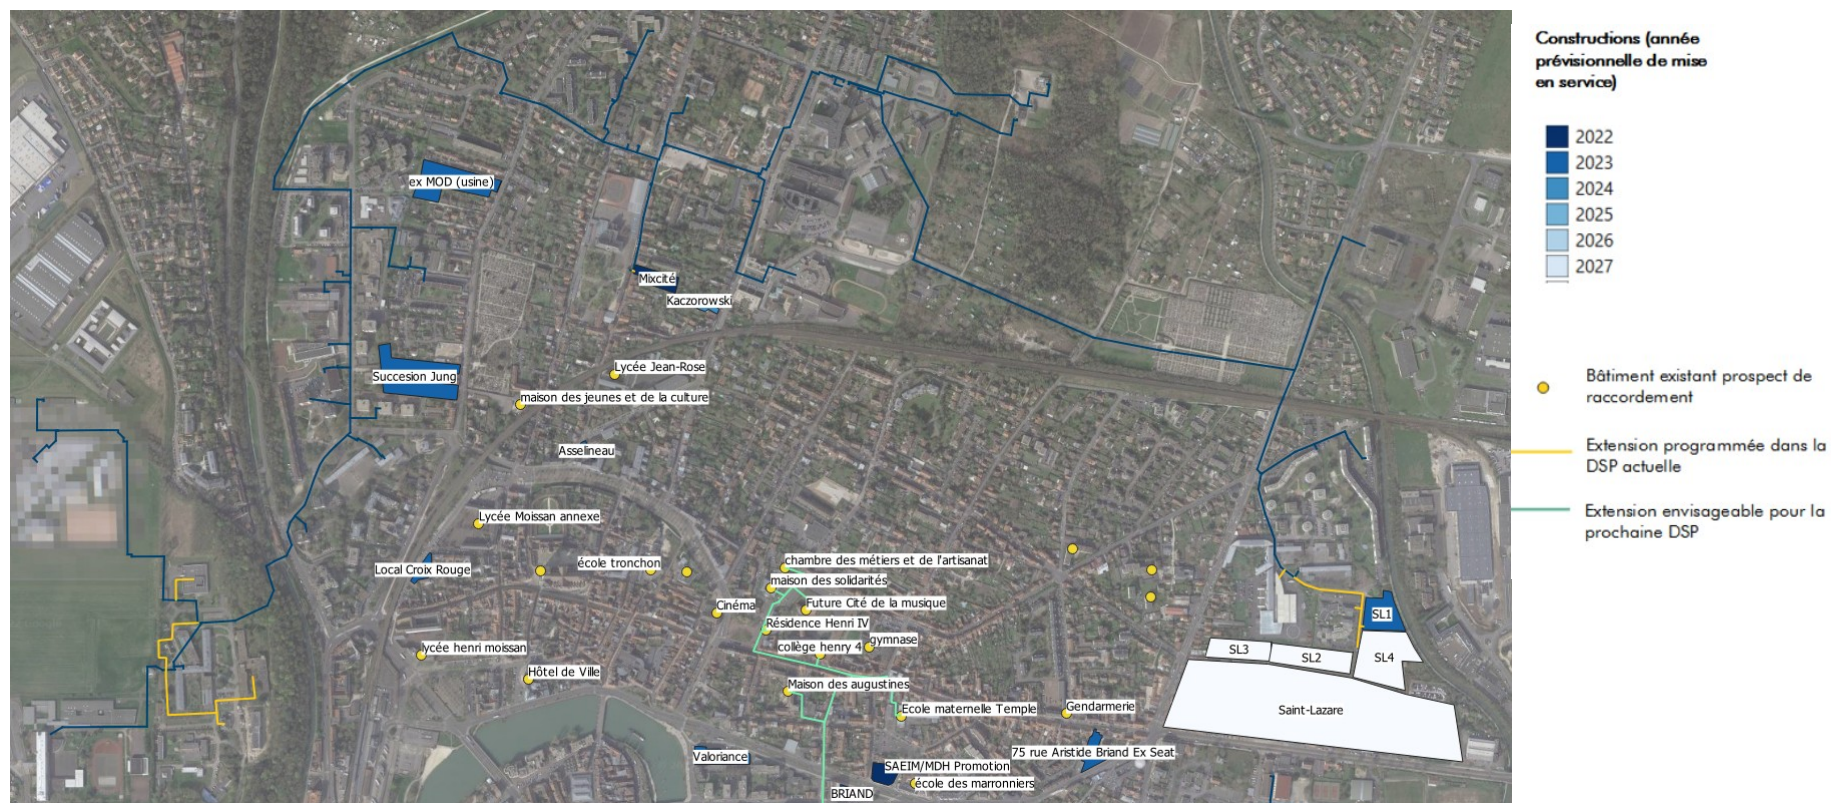 Constructions (année
prévisionnelle de mise
en service)
2022
2023
2024
2025
2026
2027
Bâtiment existant prospect de
raccordement
Extension programmée dans la
DSP actuelle
Extension envisageable pour la
prochaine DSP
ex MOD (usine)
Mixcité
Kaczorowski
Lycée Jean-Rose
Succesion Jung
maison des jeunes et de la culture
Asselineau
Lycée Moissan annexe
Local Croix Rouge
école tronchon
chambre des métiers et de l'artisanat
maison des solidarités
Cinéma
Future Cité de la musique
Résidence Henri IV
gymnase
collège henry 4
lycée henri moissan
Hôtel de Ville
Maison des augustines
Ecole maternelle Temple
Gendarmerie
SL1
SL3
SL2
SL4
Saint-Lazare
75 rue Aristide Briand Ex Seat
Valoriance
SAEIM/MDH Promotion
école des marronniers
BRIAND